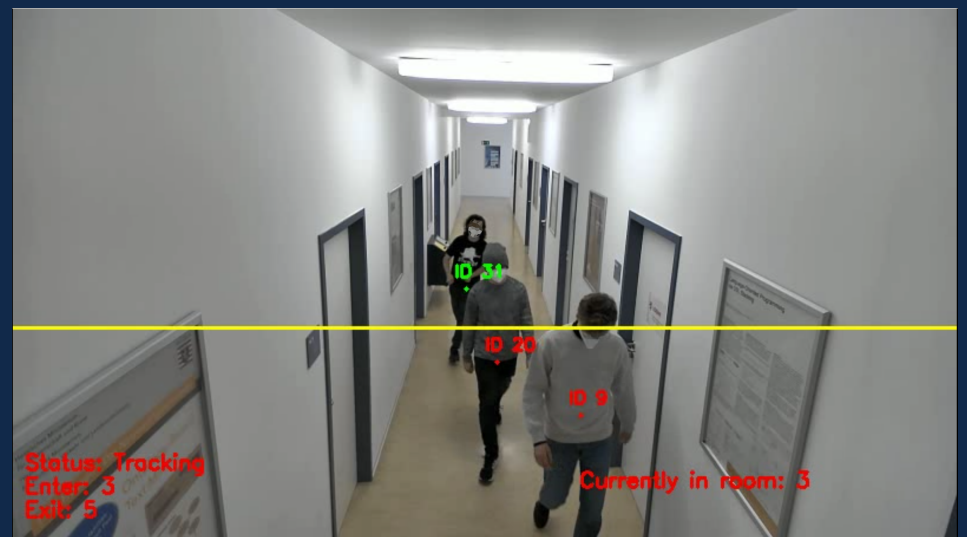 ID 31
ID 20
ID 9
Status: Tracking
Enter: 3
Exit: 5
Currently in room: 3